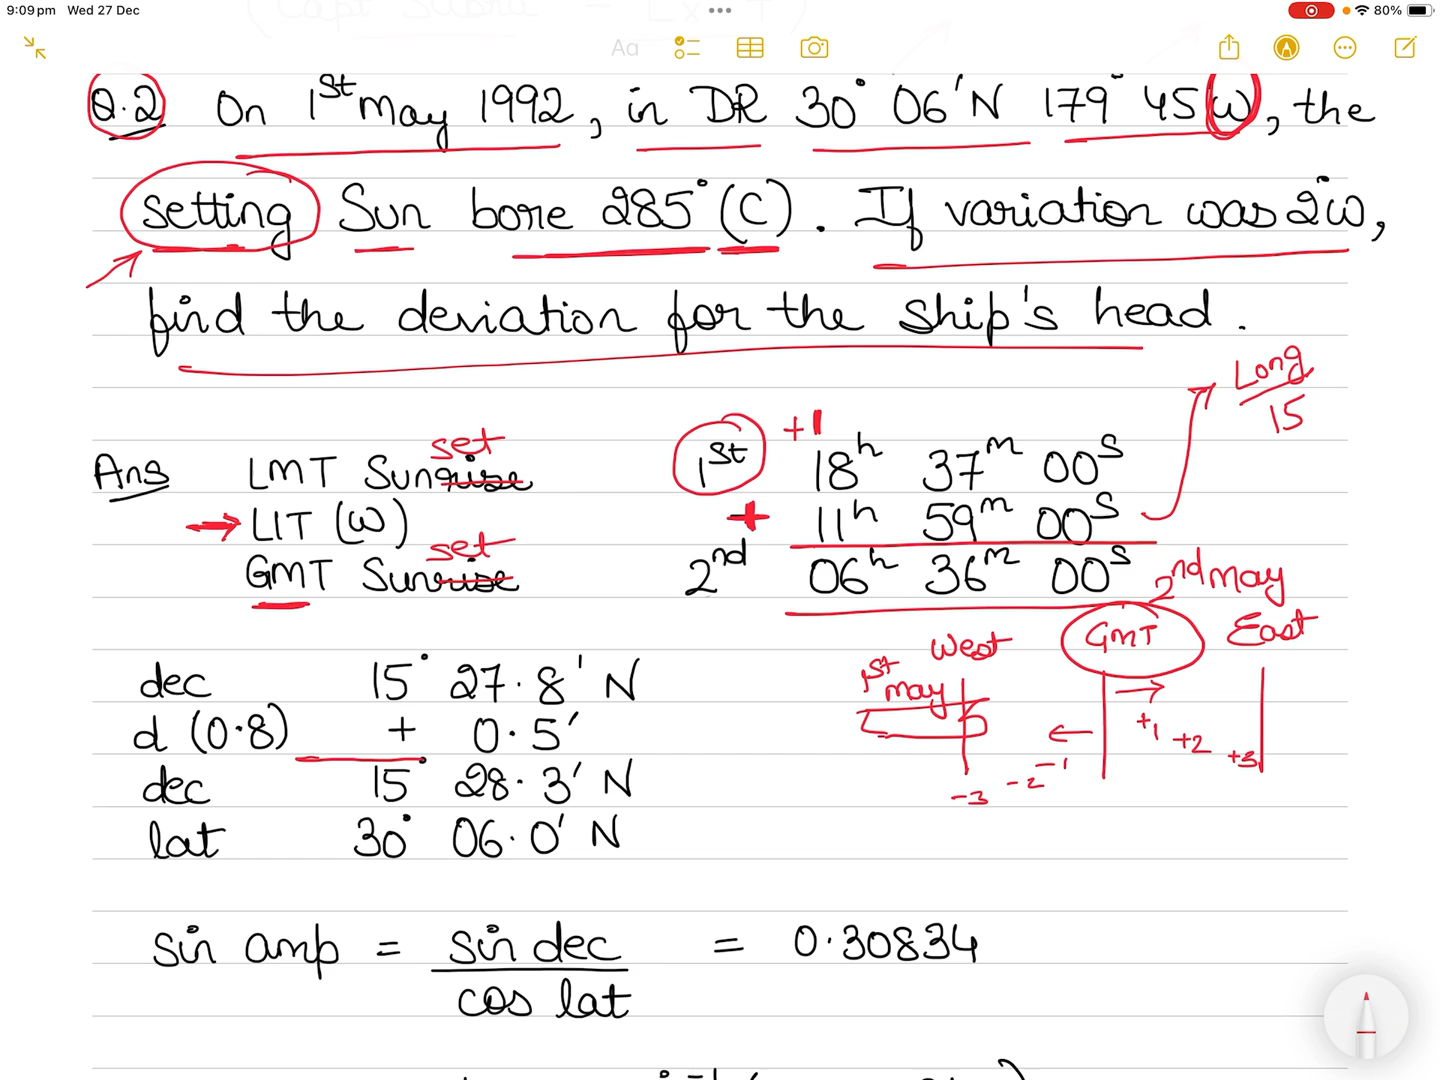 9:09 pm Wed 27 Dec
80%
Aa
Q.2 On 1st May 1992, in DR 30° 06'N 179° 45 W, the
setting Sun bore 285° (C). If variation was 2°W,
find the deviation for the ship's head.
Long
15
set
+1
Ans LMT Sunrise 1st 18h 37m 00s
LIT (W) + 11h 59m 00s
set
GMT Sunrise 2nd 06h 36m 00s
2nd may
West GMT East
1st
may
dec 15° 27.8' N
d (0.8) + 0.5'
+1
+2
+3
-1
-2
-3
dec 15° 28.3' N
lat 30° 06.0' N
sin amp = sin dec = 0.30834
cos lat